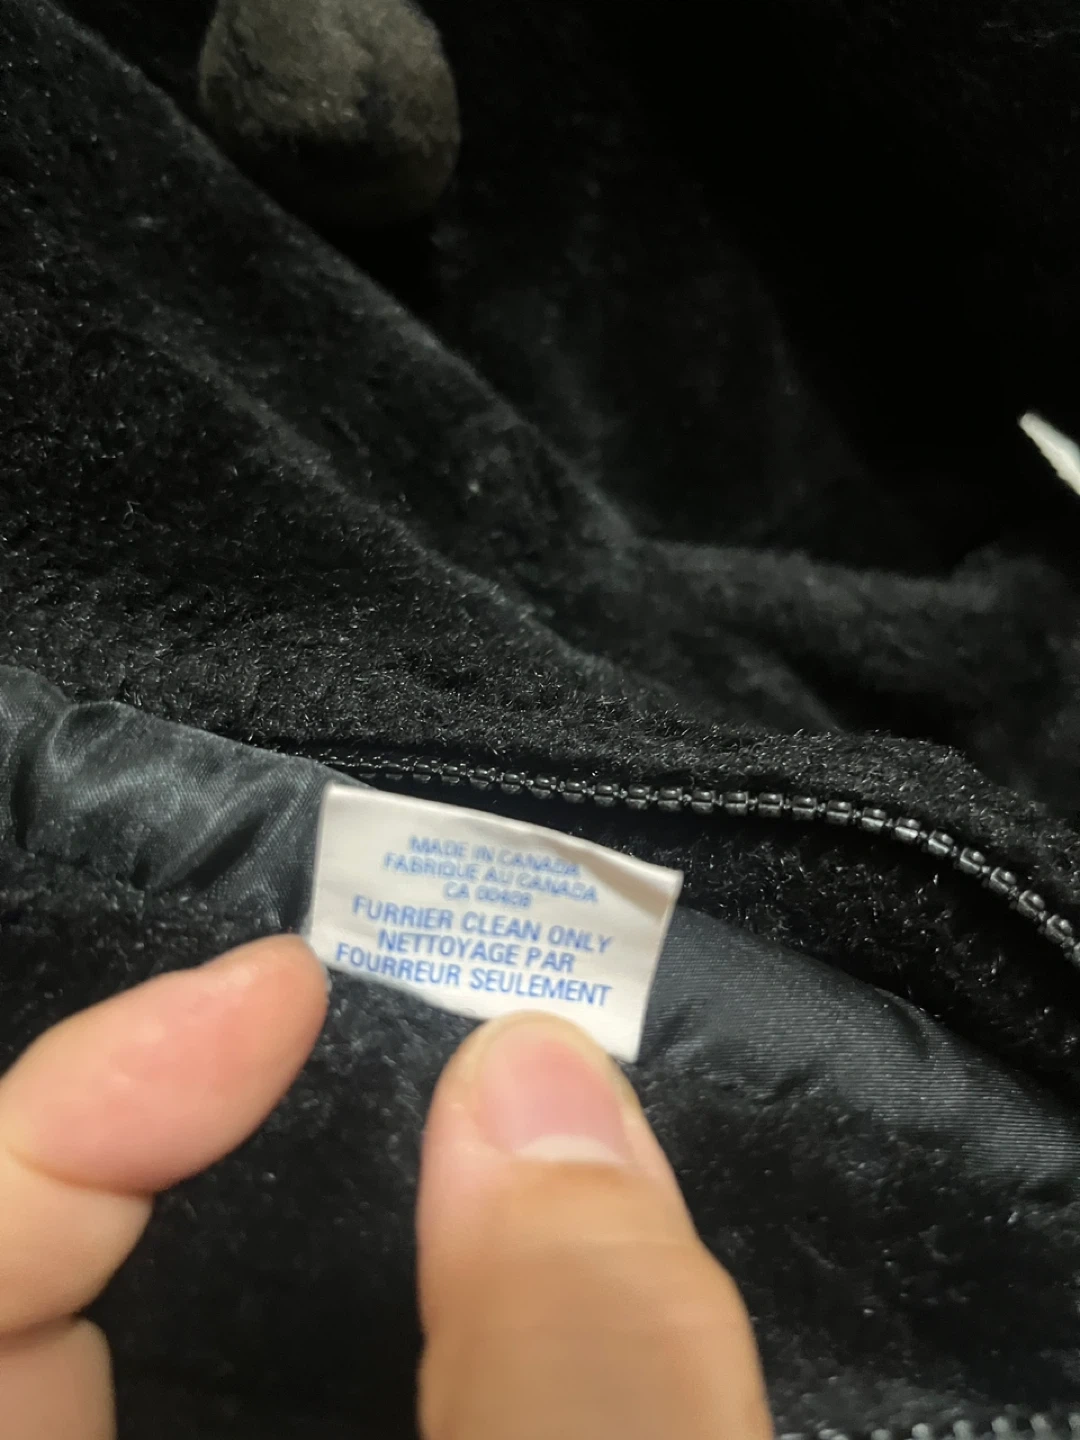 MADE IN CANADA
FABRIQUE AU CANADA
CA 00408
FURRIER CLEAN ONLY
NETTOYAGE PAR
FOURREUR SEULEMENT